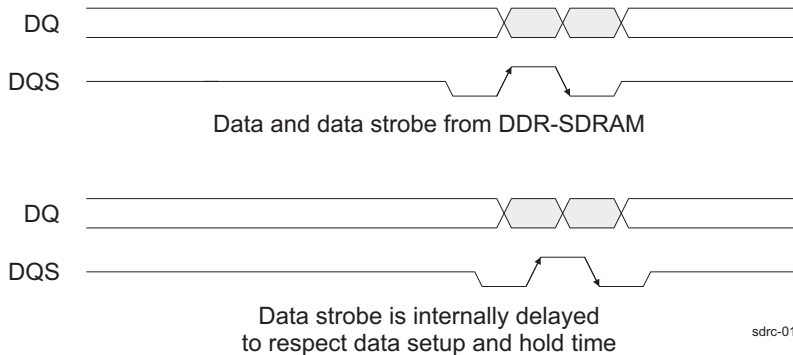 DQ
DQS
Data and data strobe from DDR-SDRAM
DQ
DQS
Data strobe is internally delayed
to respect data setup and hold time
sdrc-01